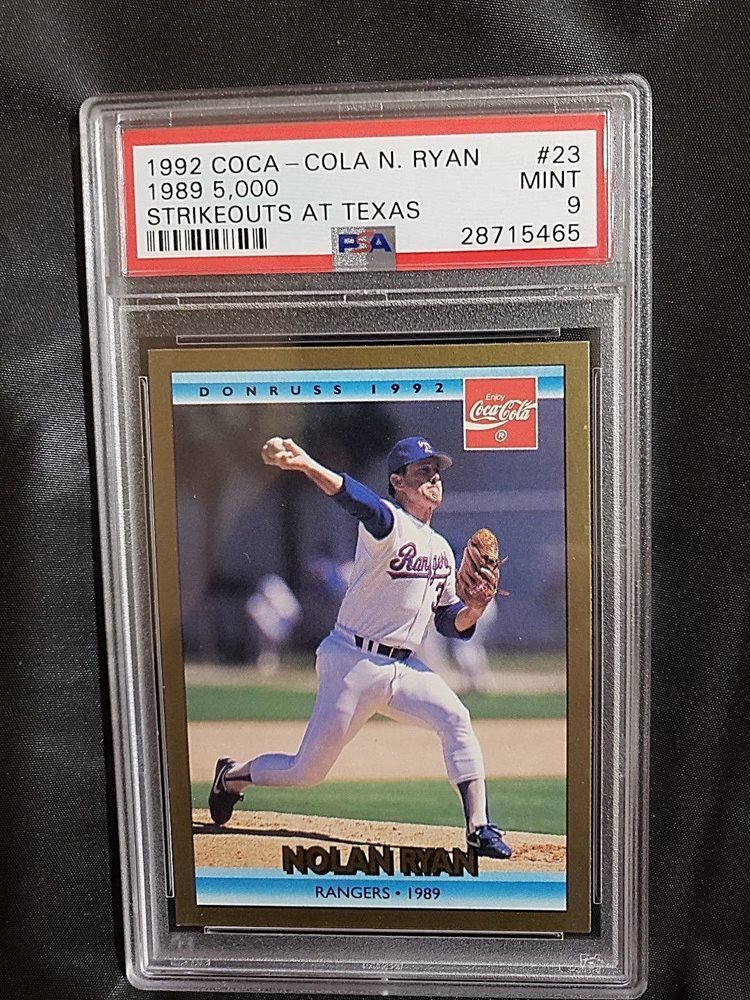 1992 COCA-COLA N. RYAN #23
1989 5,000 MINT
STRIKEOUTS AT TEXAS 9
PSA 28715465
DONRUSS 1992
Enjoy
Coca-Cola
®
T
Rangers
3
NOLAN RYAN
RANGERS • 1989